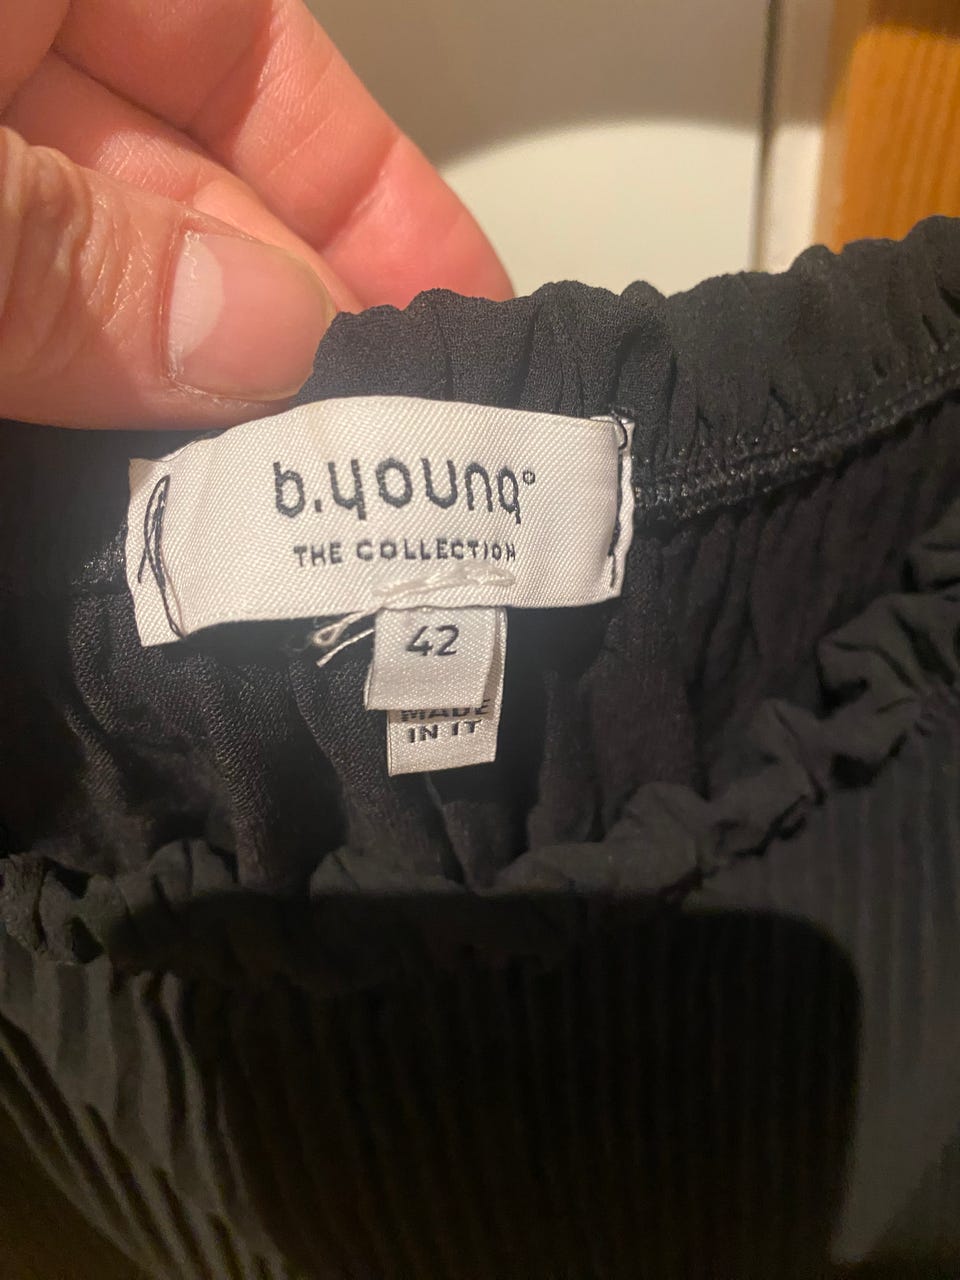 b.young®
THE COLLECTION
42
MADE
IN IT